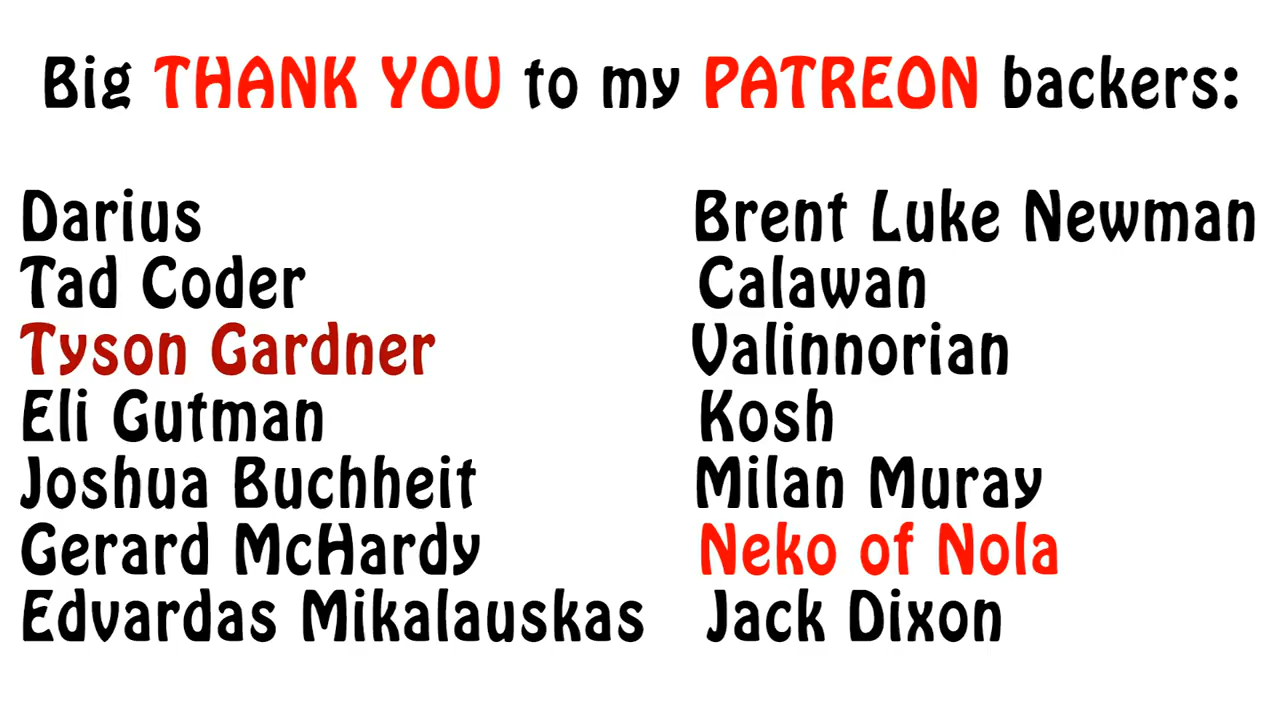 Big THANK YOU to my PATREON backers:
Darius
Tad Coder
Tyson Gardner
Eli Gutman
Joshua Buchheit
Gerard McHardy
Edvardas Mikalauskas
Brent Luke Newman
Calawan
Valinnorian
Kosh
Milan Muray
Neko of Nola
Jack Dixon